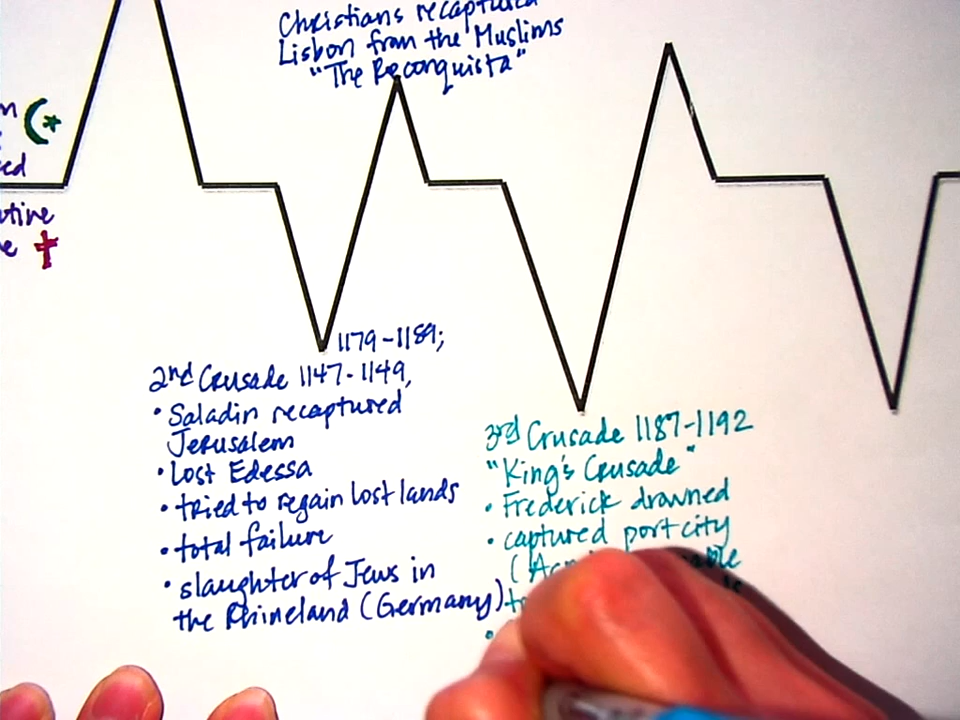 Christians recaptured
Lisbon from the Muslims
"The Reconquista"
1179-1189;
2nd Crusade 1147-1149,
• Saladin recaptured
Jerusalem
• Lost Edessa
• tried to regain lost lands
• total failure
• slaughter of Jews in
the Rhineland (Germany)
3rd Crusade 1187-1192
"King's Crusade"
• Frederick drowned
• captured port city